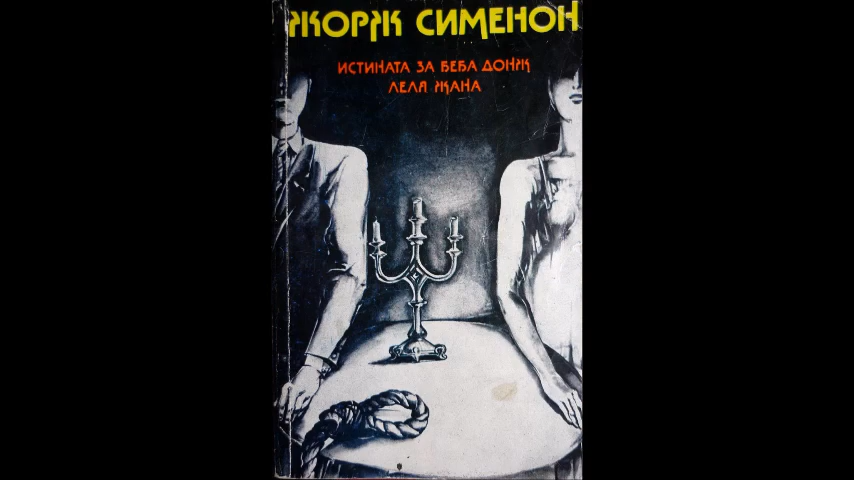 ЖОРЖ СИМЕНОН
ИСТИНАТА ЗА БЕБА ДОНЖ
ЛЕЛЯ ЖАНА